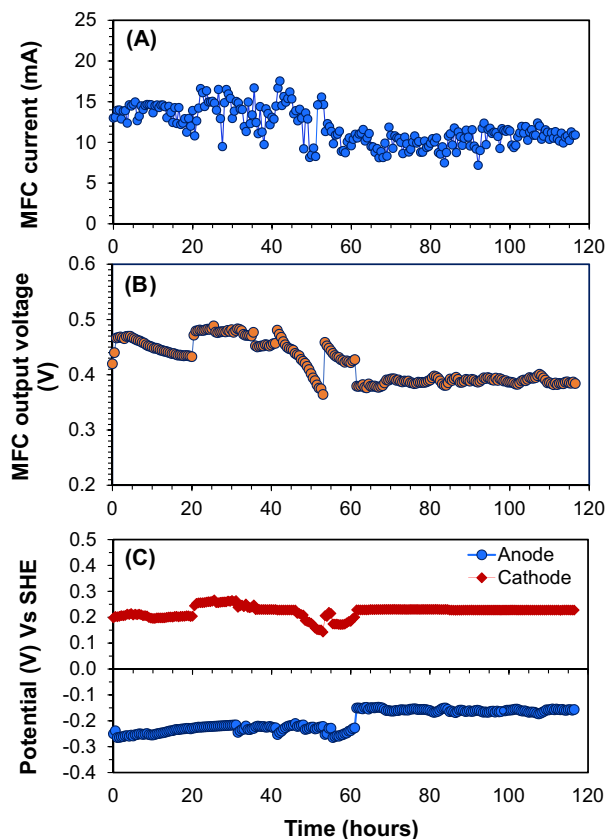 (A)
MFC current (mA)
25
20
15
10
5
0
0 20 40 60 80 100 120
(B)
MFC output voltage
(V)
0.6
0.5
0.4
0.3
0.2
0 20 40 60 80 100 120
(C)
Anode
Cathode
Potential (V) Vs SHE
0.5
0.4
0.3
0.2
0.1
0.0
-0.1
-0.2
-0.3
-0.4
0 20 40 60 80 100 120
Time (hours)